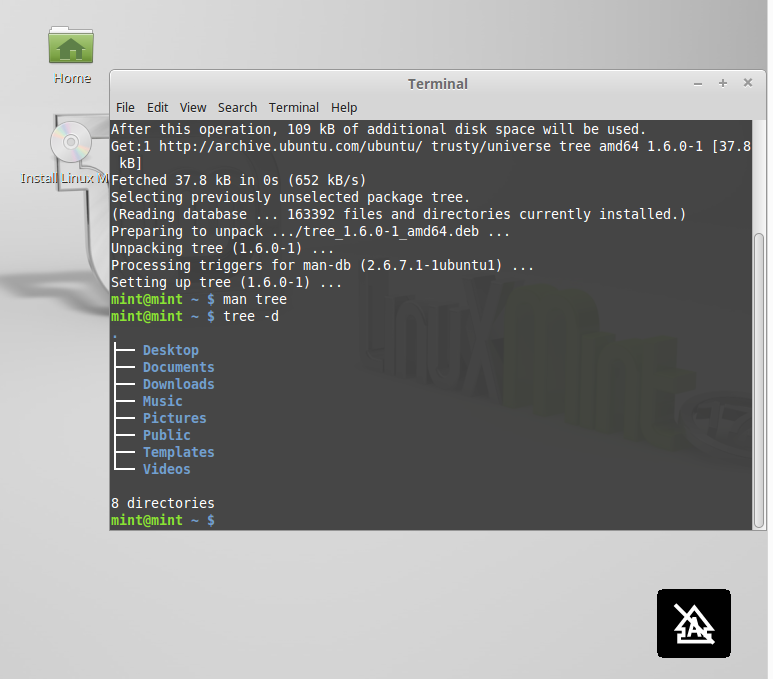 Home
Install Linux M
Terminal
File Edit View Search Terminal Help
After this operation, 109 kB of additional disk space will be used.
Get:1 http://archive.ubuntu.com/ubuntu/ trusty/universe tree amd64 1.6.0-1 [37.8
kB]
Fetched 37.8 kB in 0s (652 kB/s)
Selecting previously unselected package tree.
(Reading database ... 163392 files and directories currently installed.)
Preparing to unpack .../tree_1.6.0-1_amd64.deb ...
Unpacking tree (1.6.0-1) ...
Processing triggers for man-db (2.6.7.1-1ubuntu1) ...
Setting up tree (1.6.0-1) ...
mint@mint ~ $ man tree
mint@mint ~ $ tree -d
.
├── Desktop
├── Documents
├── Downloads
├── Music
├── Pictures
├── Public
├── Templates
└── Videos
8 directories
mint@mint ~ $
LinuxMint
17
A